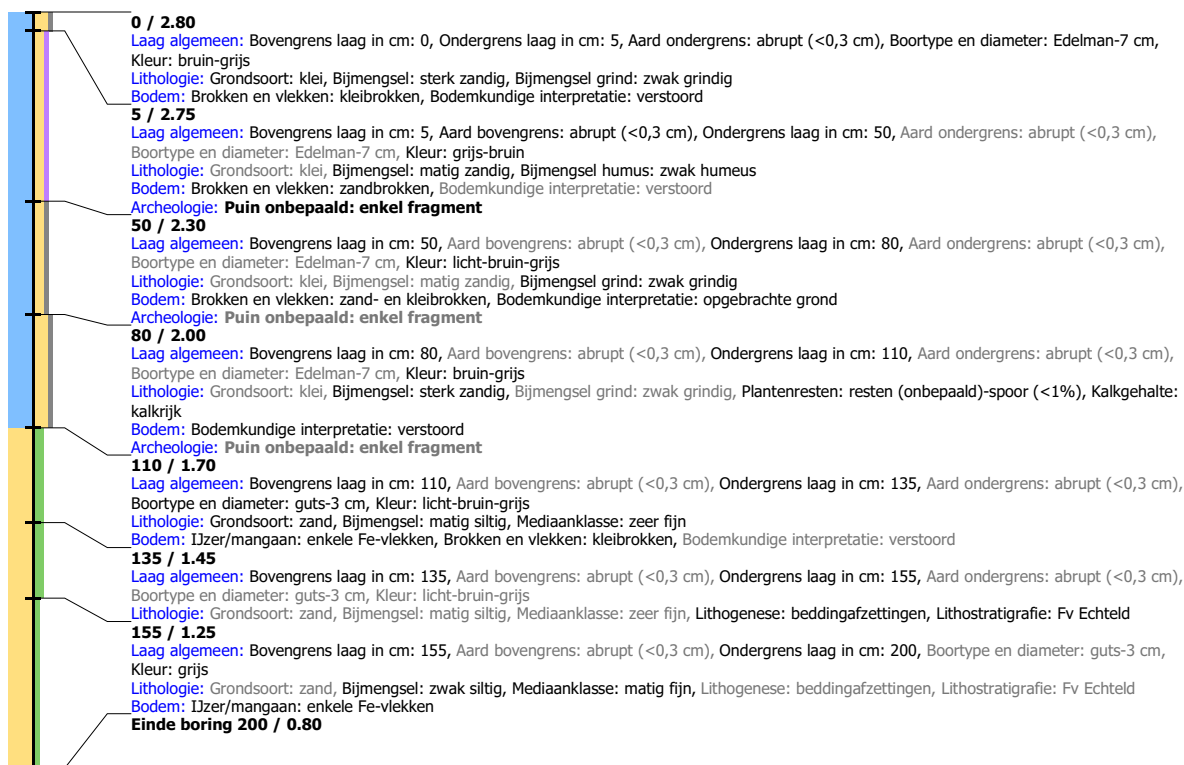 0 / 2.80
Laag algemeen: Bovengrens laag in cm: 0, Ondergrens laag in cm: 5, Aard ondergrens: abrupt (<0,3 cm), Boortype en diameter: Edelman-7 cm,
Kleur: bruin-grijs
Lithologie: Grondsoort: klei, Bijmengsel: sterk zandig, Bijmengsel grind: zwak grindig
Bodem: Brokken en vlekken: kleibrokken, Bodemkundige interpretatie: verstoord
5 / 2.75
Laag algemeen: Bovengrens laag in cm: 5, Aard bovengrens: abrupt (<0,3 cm), Ondergrens laag in cm: 50, Aard ondergrens: abrupt (<0,3 cm),
Boortype en diameter: Edelman-7 cm, Kleur: grijs-bruin
Lithologie: Grondsoort: klei, Bijmengsel: matig zandig, Bijmengsel humus: zwak humeus
Bodem: Brokken en vlekken: zandbrokken, Bodemkundige interpretatie: verstoord
Archeologie: Puin onbepaald: enkel fragment
50 / 2.30
Laag algemeen: Bovengrens laag in cm: 50, Aard bovengrens: abrupt (<0,3 cm), Ondergrens laag in cm: 80, Aard ondergrens: abrupt (<0,3 cm),
Boortype en diameter: Edelman-7 cm, Kleur: licht-bruin-grijs
Lithologie: Grondsoort: klei, Bijmengsel: matig zandig, Bijmengsel grind: zwak grindig
Bodem: Brokken en vlekken: zand- en kleibrokken, Bodemkundige interpretatie: opgebrachte grond
Archeologie: Puin onbepaald: enkel fragment
80 / 2.00
Laag algemeen: Bovengrens laag in cm: 80, Aard bovengrens: abrupt (<0,3 cm), Ondergrens laag in cm: 110, Aard ondergrens: abrupt (<0,3 cm),
Boortype en diameter: Edelman-7 cm, Kleur: bruin-grijs
Lithologie: Grondsoort: klei, Bijmengsel: sterk zandig, Bijmengsel grind: zwak grindig, Plantenresten: resten (onbepaald)-spoor (<1%), Kalkgehalte:
kalkrijk
Bodem: Bodemkundige interpretatie: verstoord
Archeologie: Puin onbepaald: enkel fragment
110 / 1.70
Laag algemeen: Bovengrens laag in cm: 110, Aard bovengrens: abrupt (<0,3 cm), Ondergrens laag in cm: 135, Aard ondergrens: abrupt (<0,3 cm),
Boortype en diameter: guts-3 cm, Kleur: licht-bruin-grijs
Lithologie: Grondsoort: zand, Bijmengsel: matig siltig, Mediaanklasse: zeer fijn
Bodem: IJzer/mangaan: enkele Fe-vlekken, Brokken en vlekken: kleibrokken, Bodemkundige interpretatie: verstoord
135 / 1.45
Laag algemeen: Bovengrens laag in cm: 135, Aard bovengrens: abrupt (<0,3 cm), Ondergrens laag in cm: 155, Aard ondergrens: abrupt (<0,3 cm),
Boortype en diameter: guts-3 cm, Kleur: licht-bruin-grijs
Lithologie: Grondsoort: zand, Bijmengsel: matig siltig, Mediaanklasse: zeer fijn, Lithogenese: beddingafzettingen, Lithostratigrafie: Fv Echteld
155 / 1.25
Laag algemeen: Bovengrens laag in cm: 155, Aard bovengrens: abrupt (<0,3 cm), Ondergrens laag in cm: 200, Boortype en diameter: guts-3 cm,
Kleur: grijs
Lithologie: Grondsoort: zand, Bijmengsel: zwak siltig, Mediaanklasse: matig fijn, Lithogenese: beddingafzettingen, Lithostratigrafie: Fv Echteld
Bodem: IJzer/mangaan: enkele Fe-vlekken
Einde boring 200 / 0.80